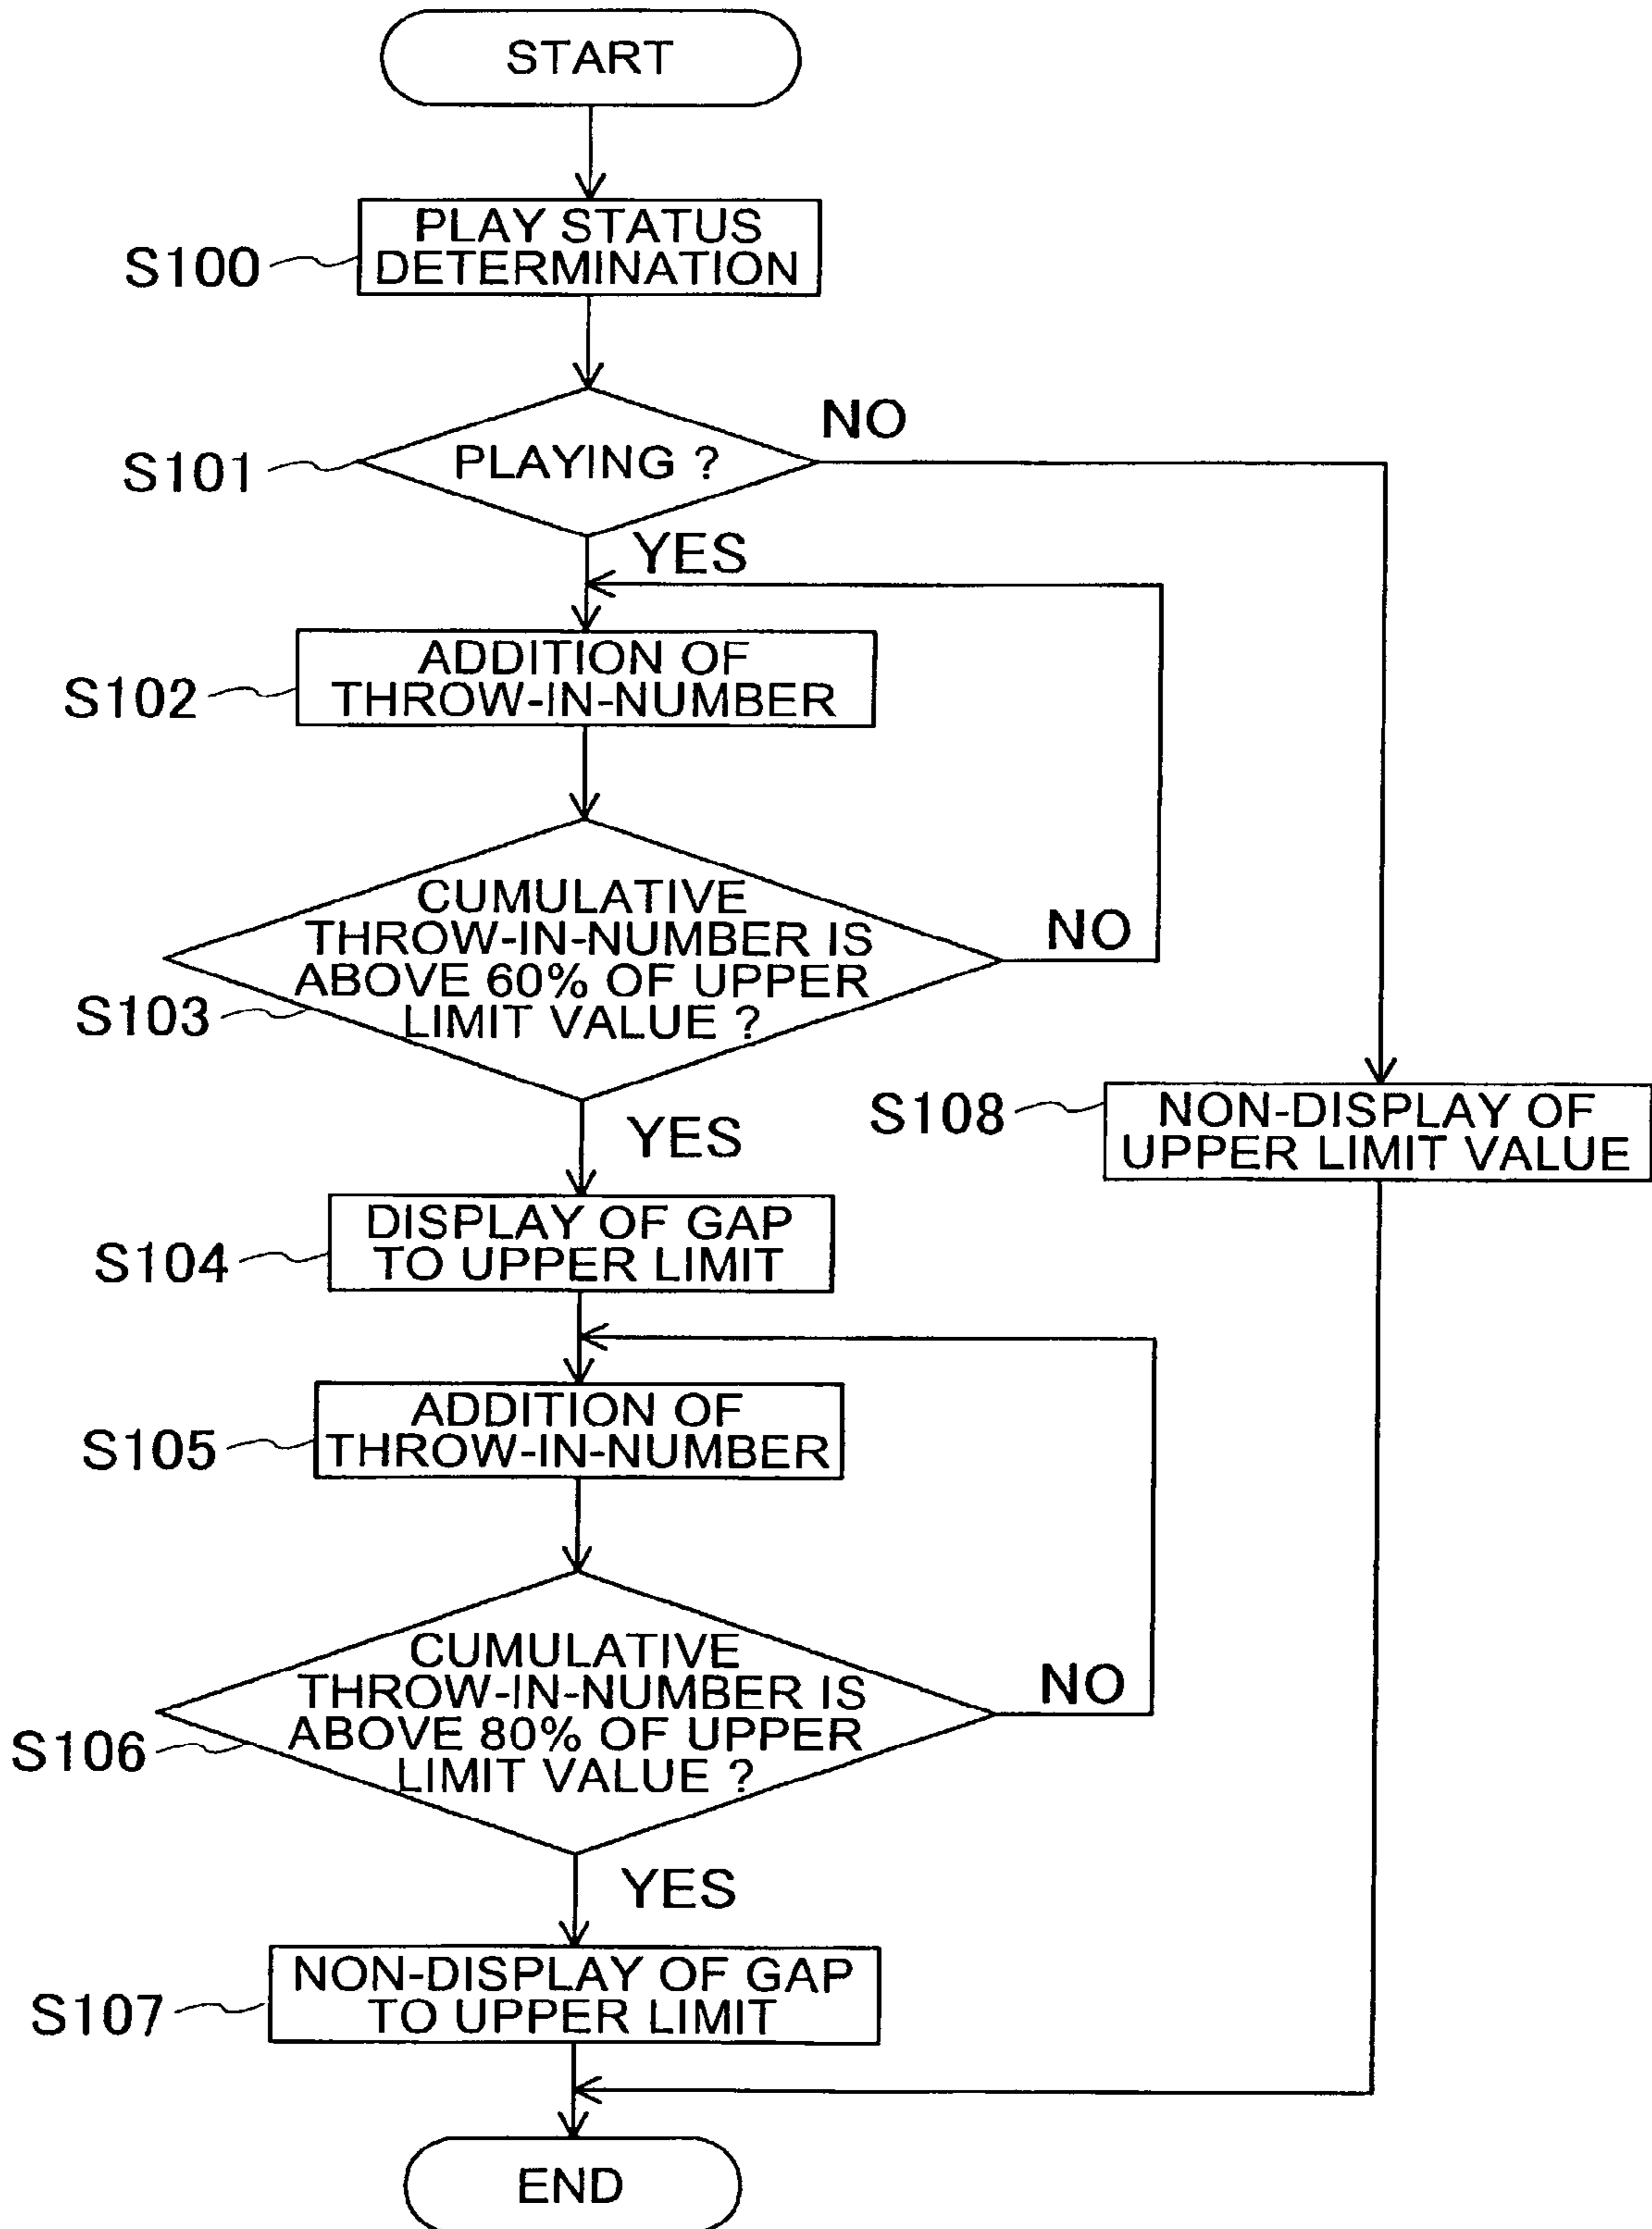 START
PLAY STATUS
DETERMINATION
S100
NO
PLAYING ?
S101
YES
ADDITION OF
THROW-IN-NUMBER
S102
CUMULATIVE
THROW-IN-NUMBER IS
ABOVE 60% OF UPPER
LIMIT VALUE ?
NO
S103
YES
S108
NON-DISPLAY OF
UPPER LIMIT VALUE
DISPLAY OF GAP
TO UPPER LIMIT
S104
ADDITION OF
THROW-IN-NUMBER
S105
CUMULATIVE
THROW-IN-NUMBER IS
ABOVE 80% OF UPPER
LIMIT VALUE ?
NO
S106
YES
NON-DISPLAY OF GAP
TO UPPER LIMIT
S107
END